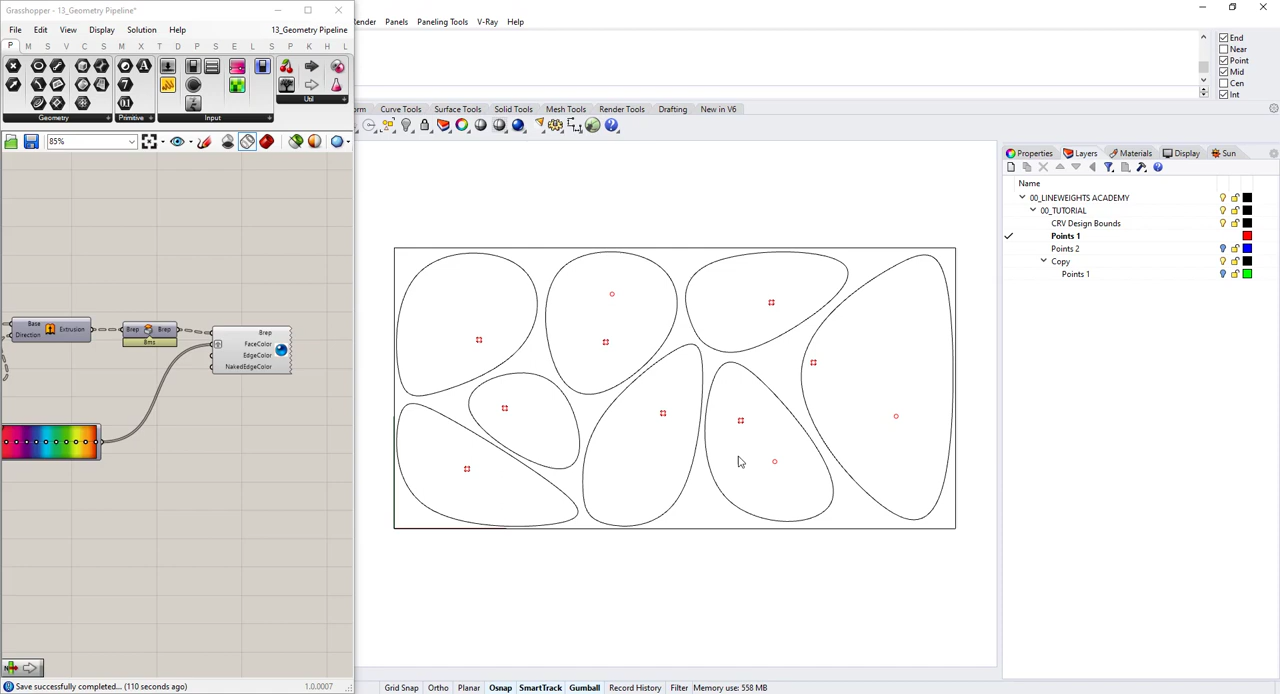 Grasshopper - 13_Geometry Pipeline*
File Edit View Display Solution Help 13_Geometry Pipeline
P M S V C S M X T D P S E L P K H L
Geometry Primitive Input Util
85%
Base
Direction
Extrusion
Brep Brep
8ms
Brep
FaceColor
EdgeColor
NakedEdgeColor
Save successfully completed... (110 seconds ago) 1.0.0007
Render Panels Paneling Tools V-Ray Help
Curve Tools Surface Tools Solid Tools Mesh Tools Render Tools Drafting New in V6
End
Near
Point
Mid
Cen
Int
Properties Layers Materials Display Sun
Name
00_LINEWEIGHTS ACADEMY
00_TUTORIAL
CRV Design Bounds
Points 1
Points 2
Copy
Points 1
Grid Snap Ortho Planar Osnap SmartTrack Gumball Record History Filter Memory use: 558 MB